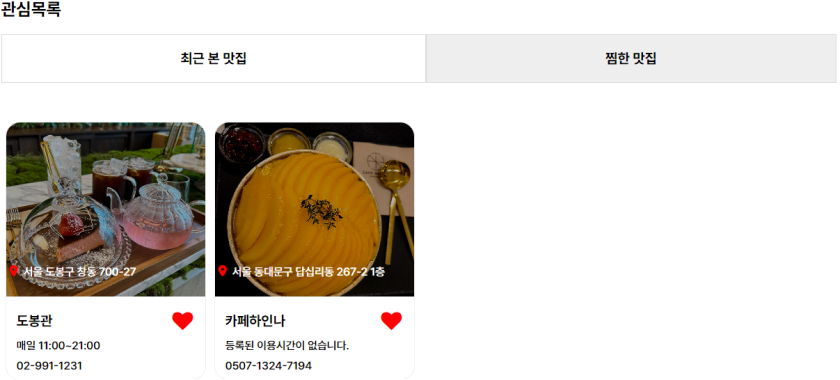 관심목록
최근 본 맛집
찜한 맛집
서울 도봉구 창동 700-27
서울 동대문구 답십리동 267-2 1층
도봉관
카페하인나
매일 11:00~21:00
등록된 이용시간이 없습니다.
02-991-1231
0507-1324-7194